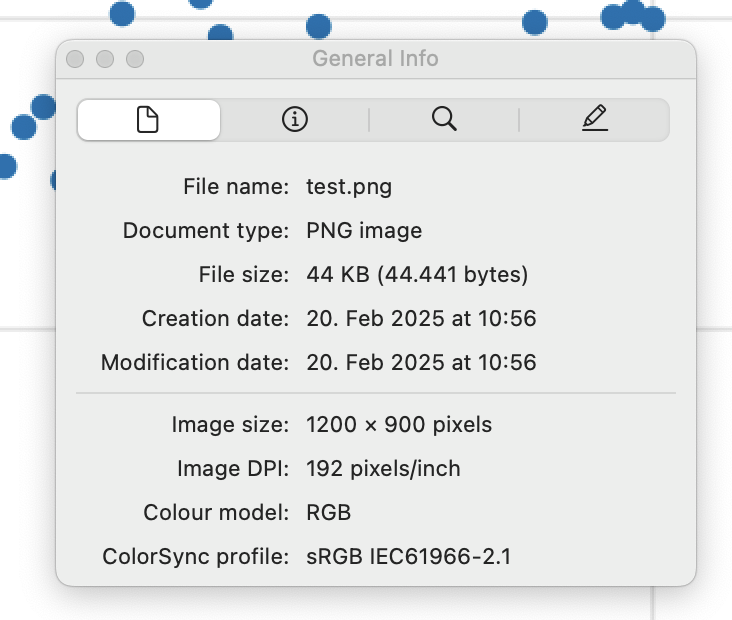 General Info
File name: test.png
Document type: PNG image
File size: 44 KB (44.441 bytes)
Creation date: 20. Feb 2025 at 10:56
Modification date: 20. Feb 2025 at 10:56
Image size: 1200 × 900 pixels
Image DPI: 192 pixels/inch
Colour model: RGB
ColorSync profile: sRGB IEC61966-2.1